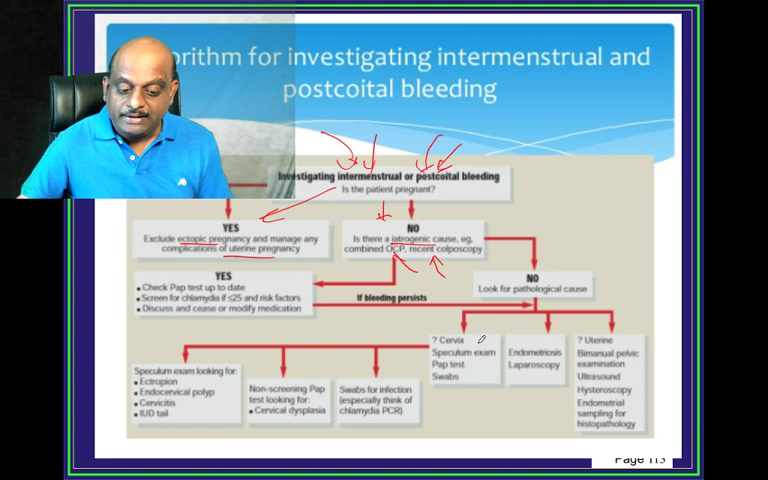 orithm for investigating intermenstrual and
postcoital bleeding
Investigating intermenstrual or postcoital bleeding
Is the patient pregnant?
YES
Exclude ectopic pregnancy and manage any
complications of uterine pregnancy
NO
Is there a iatrogenic cause, eg,
combined OCP, recent colposcopy
YES
• Check Pap test up to date
• Screen for chlamydia if ≤25 and risk factors
• Discuss and cease or modify medication
If bleeding persists
NO
Look for pathological cause
? Cervix
Speculum exam
Pap test
Swabs
Endometriosis
Laparoscopy
? Uterine
Bimanual pelvic
examination
Ultrasound
Hysteroscopy
Endometrial
sampling for
histopathology
Speculum exam looking for:
• Ectropion
• Endocervical polyp
• Cervicitis
• IUD tail
Non-screening Pap
test looking for:
• Cervical dysplasia
Swabs for infection
(especially think of
chlamydia PCR)
Page 113